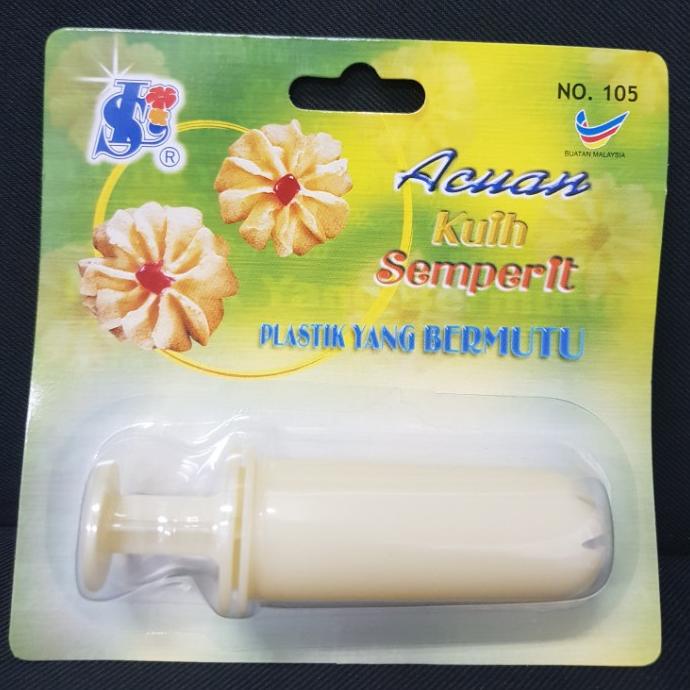 NO. 105
BUATAN MALAYSIA
®
Acuan
Kuih
Semperit
PLASTIK YANG BERMUTU